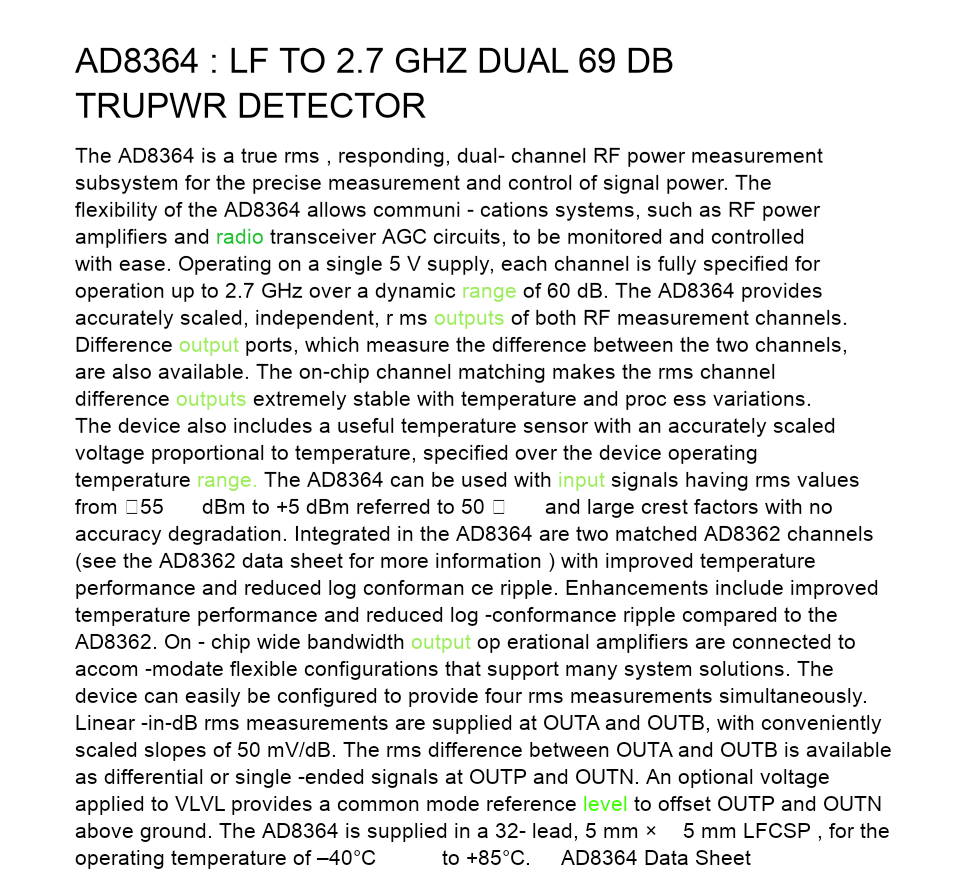 AD8364 : LF TO 2.7 GHZ DUAL 69 DB
TRUPWR DETECTOR
The AD8364 is a true rms , responding, dual- channel RF power measurement
subsystem for the precise measurement and control of signal power. The
flexibility of the AD8364 allows communi - cations systems, such as RF power
amplifiers and radio transceiver AGC circuits, to be monitored and controlled
with ease. Operating on a single 5 V supply, each channel is fully specified for
operation up to 2.7 GHz over a dynamic range of 60 dB. The AD8364 provides
accurately scaled, independent, r ms outputs of both RF measurement channels.
Difference output ports, which measure the difference between the two channels,
are also available. The on-chip channel matching makes the rms channel
difference outputs extremely stable with temperature and proc ess variations.
The device also includes a useful temperature sensor with an accurately scaled
voltage proportional to temperature, specified over the device operating
temperature range. The AD8364 can be used with input signals having rms values
from □55 dBm to +5 dBm referred to 50 □ and large crest factors with no
accuracy degradation. Integrated in the AD8364 are two matched AD8362 channels
(see the AD8362 data sheet for more information ) with improved temperature
performance and reduced log conforman ce ripple. Enhancements include improved
temperature performance and reduced log -conformance ripple compared to the
AD8362. On - chip wide bandwidth output op erational amplifiers are connected to
accom -modate flexible configurations that support many system solutions. The
device can easily be configured to provide four rms measurements simultaneously.
Linear -in-dB rms measurements are supplied at OUTA and OUTB, with conveniently
scaled slopes of 50 mV/dB. The rms difference between OUTA and OUTB is available
as differential or single -ended signals at OUTP and OUTN. An optional voltage
applied to VLVL provides a common mode reference level to offset OUTP and OUTN
above ground. The AD8364 is supplied in a 32- lead, 5 mm × 5 mm LFCSP , for the
operating temperature of –40°C to +85°C. AD8364 Data Sheet